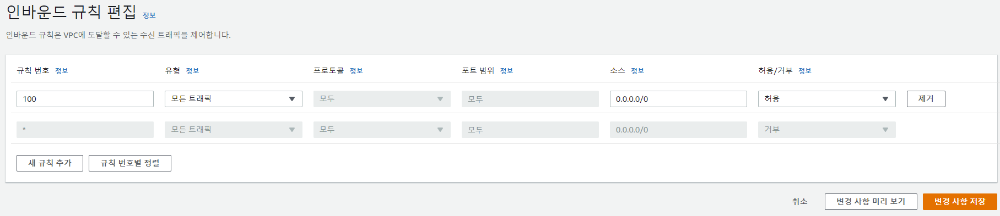 인바운드 규칙 편집 정보
인바운드 규칙은 VPC에 도달할 수 있는 수신 트래픽을 제어합니다.
규칙 번호 정보 유형 정보 프로토콜 정보 포트 범위 정보 소스 정보 허용/거부 정보
100 모든 트래픽 모두 모두 0.0.0.0/0 허용 제거
* 모든 트래픽 모두 모두 0.0.0.0/0 거부
새 규칙 추가 규칙 번호별 정렬
취소 변경 사항 미리 보기 변경 사항 저장